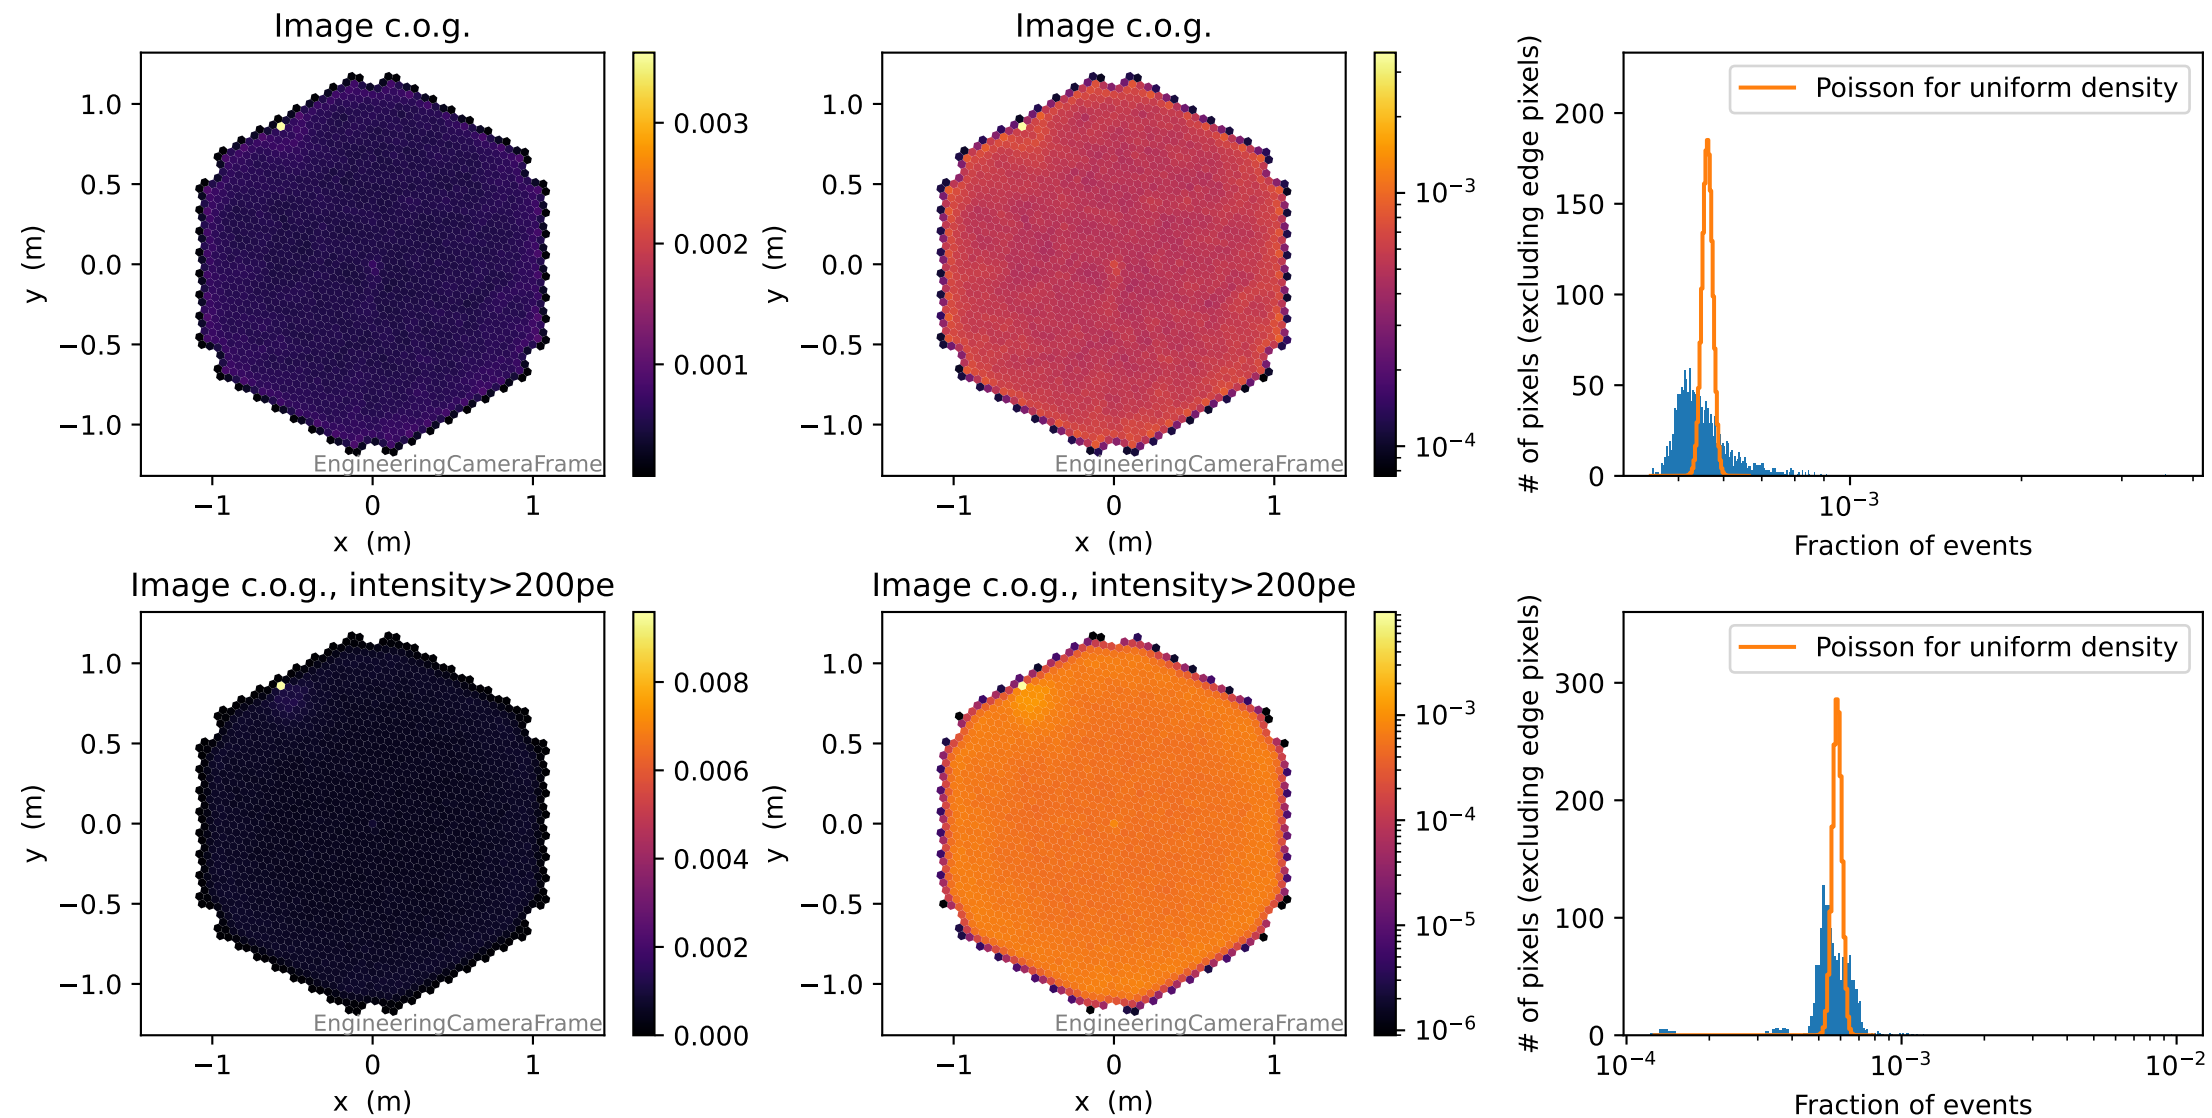 Image c.o.g.
1.0
0.5
0.0
−0.5
−1.0
y (m)
−1
0
1
x (m)
EngineeringCameraFrame
0.003
0.002
0.001
Image c.o.g.
1.0
0.5
0.0
−0.5
−1.0
y (m)
−1
0
1
x (m)
EngineeringCameraFrame
10⁻³
10⁻⁴
# of pixels (excluding edge pixels)
200
150
100
50
0
Poisson for uniform density
10⁻³
Fraction of events
Image c.o.g., intensity>200pe
1.0
0.5
0.0
−0.5
−1.0
y (m)
−1
0
1
x (m)
EngineeringCameraFrame
0.008
0.006
0.004
0.002
0.000
Image c.o.g., intensity>200pe
1.0
0.5
0.0
−0.5
−1.0
y (m)
−1
0
1
x (m)
EngineeringCameraFrame
10⁻³
10⁻⁴
10⁻⁵
10⁻⁶
# of pixels (excluding edge pixels)
300
200
100
0
Poisson for uniform density
10⁻⁴
10⁻³
10⁻²
Fraction of events